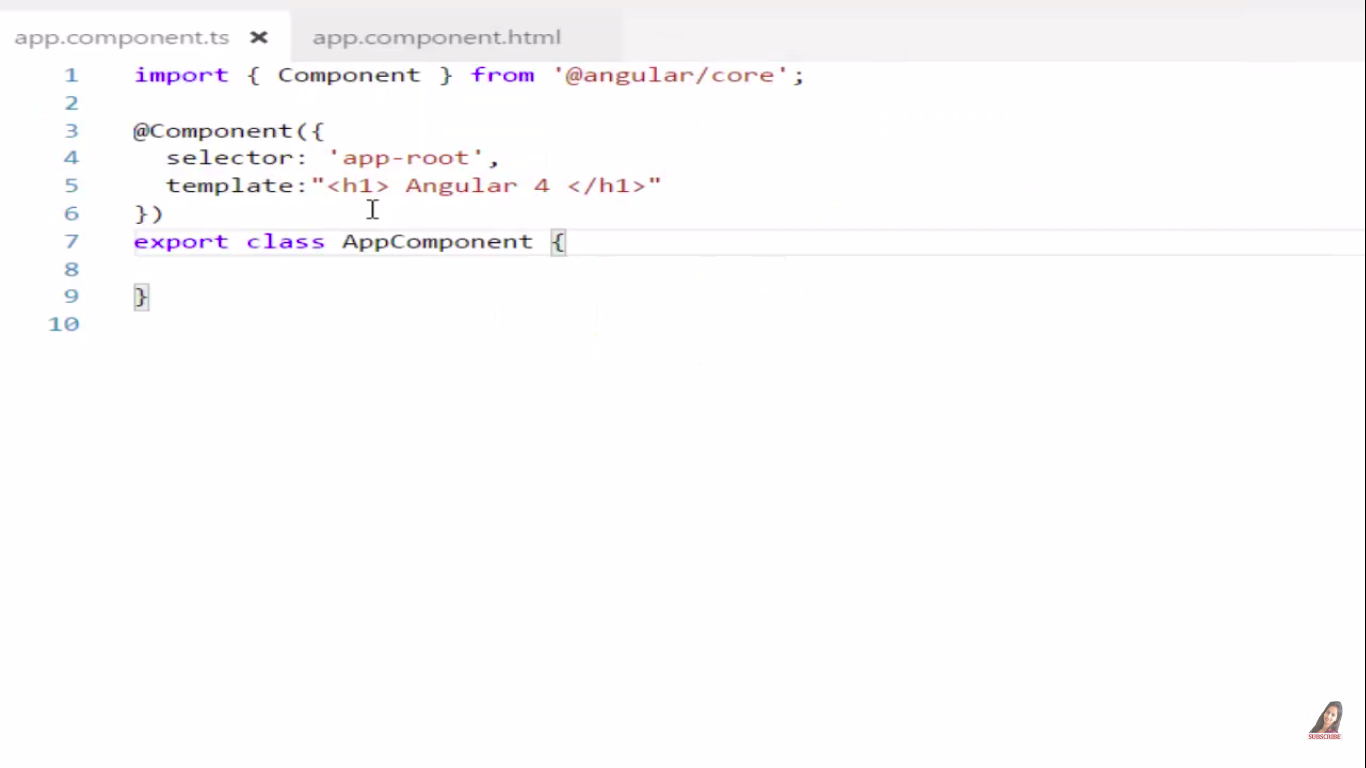 app.component.ts × app.component.html
1 import { Component } from '@angular/core';
2
3 @Component({
4 selector: 'app-root',
5 template:"<h1> Angular 4 </h1>"
6 })
7 export class AppComponent {
8
9 }
10
SUBSCRIBE